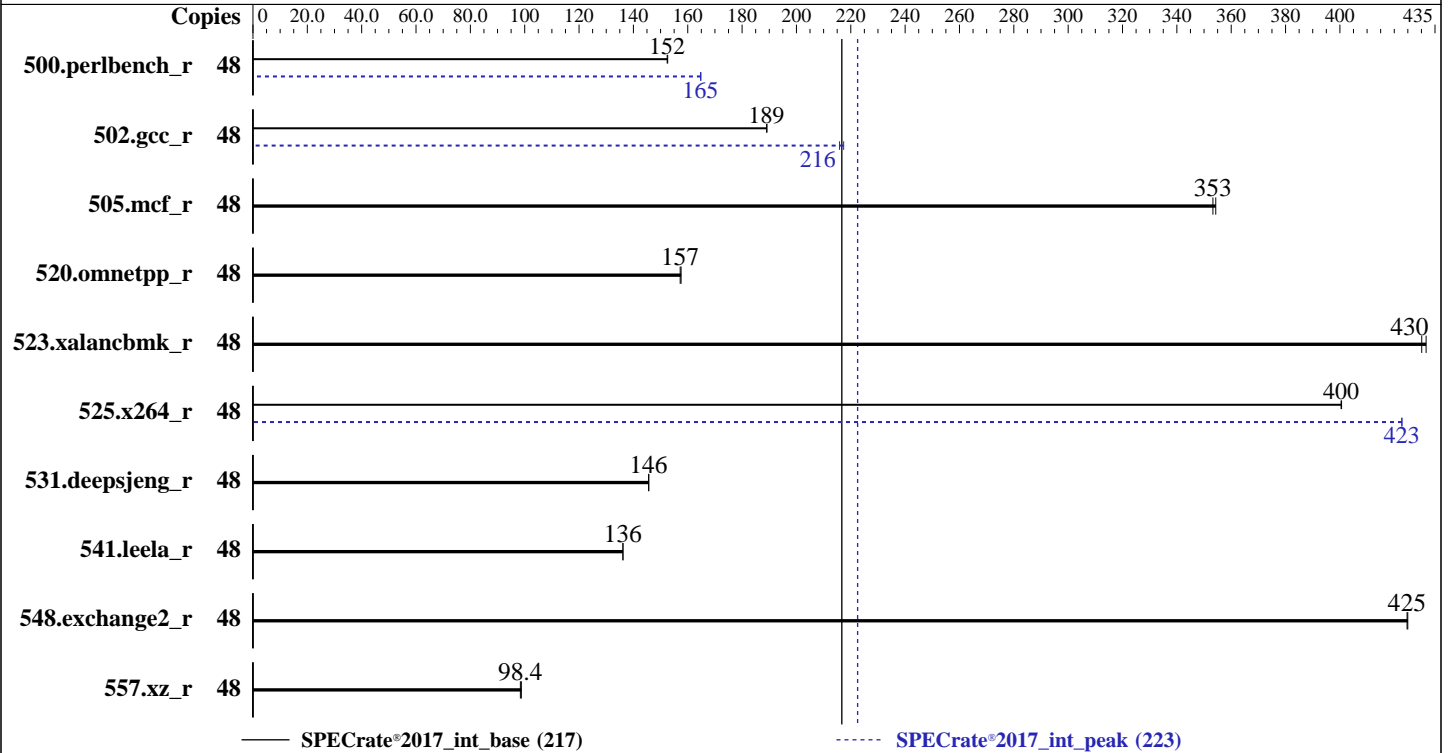 Copies 0 20.0 40.0 60.0 80.0 100 120 140 160 180 200 220 240 260 280 300 320 340 360 380 400 435
500.perlbench_r 48 152
165
502.gcc_r 48 189
216
505.mcf_r 48 353
520.omnetpp_r 48 157
523.xalancbmk_r 48 430
525.x264_r 48 400
423
531.deepsjeng_r 48 146
541.leela_r 48 136
548.exchange2_r 48 425
557.xz_r 48 98.4
SPECrate®2017_int_base (217) SPECrate®2017_int_peak (223)